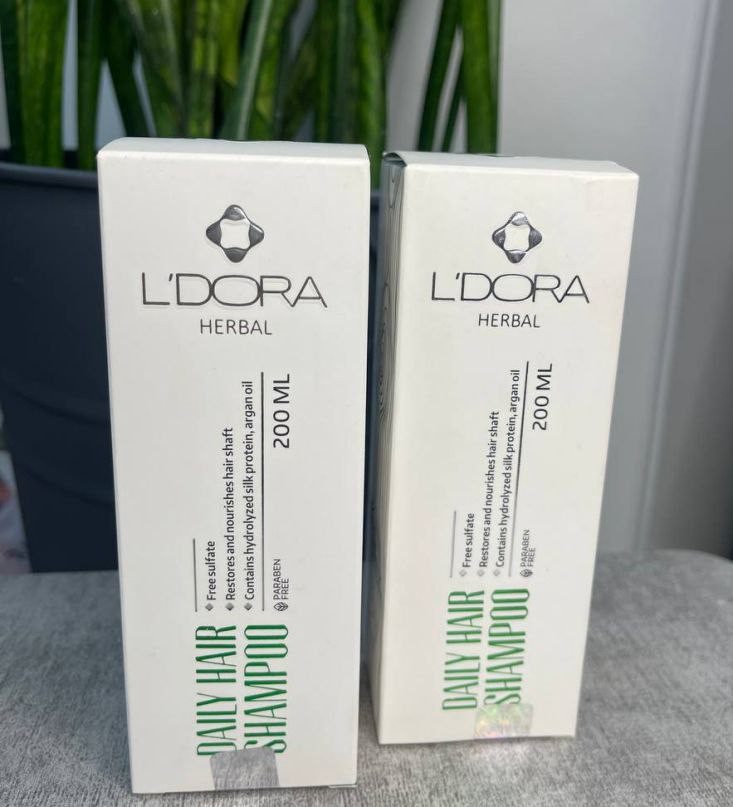 L'DORA
HERBAL
DAILY HAIR
SHAMPOO
Free sulfate
Restores and nourishes hair shaft
Contains hydrolyzed silk protein, argan oil
PARABEN
FREE
200 ML
L'DORA
HERBAL
DAILY HAIR
SHAMPOO
Free sulfate
Restores and nourishes hair shaft
Contains hydrolyzed silk protein, argan oil
PARABEN
FREE
200 ML